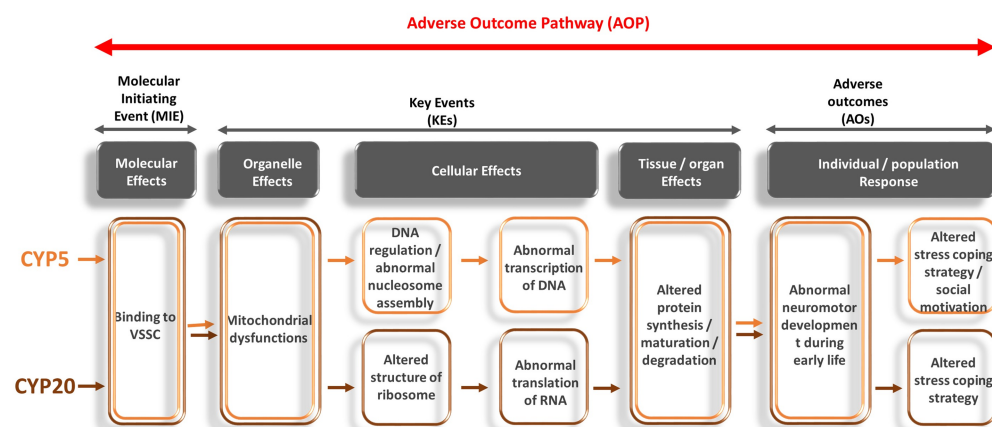 Adverse Outcome Pathway (AOP)
Molecular
Initiating
Event (MIE)
Key Events
(KEs)
Adverse
outcomes
(AOs)
Molecular
Effects
Organelle
Effects
Cellular Effects
Tissue / organ
Effects
Individual / population
Response
CYP5
CYP20
Binding to
VSSC
Mitochondrial
dysfunctions
DNA
regulation /
abnormal
nucleosome
assembly
Abnormal
transcription
of DNA
Altered
structure of
ribosome
Abnormal
translation
of RNA
Altered
protein
synthesis /
maturation /
degradation
Abnormal
neuromotor
developmen
t during
early life
Altered
stress coping
strategy /
social
motivation
Altered
stress coping
strategy